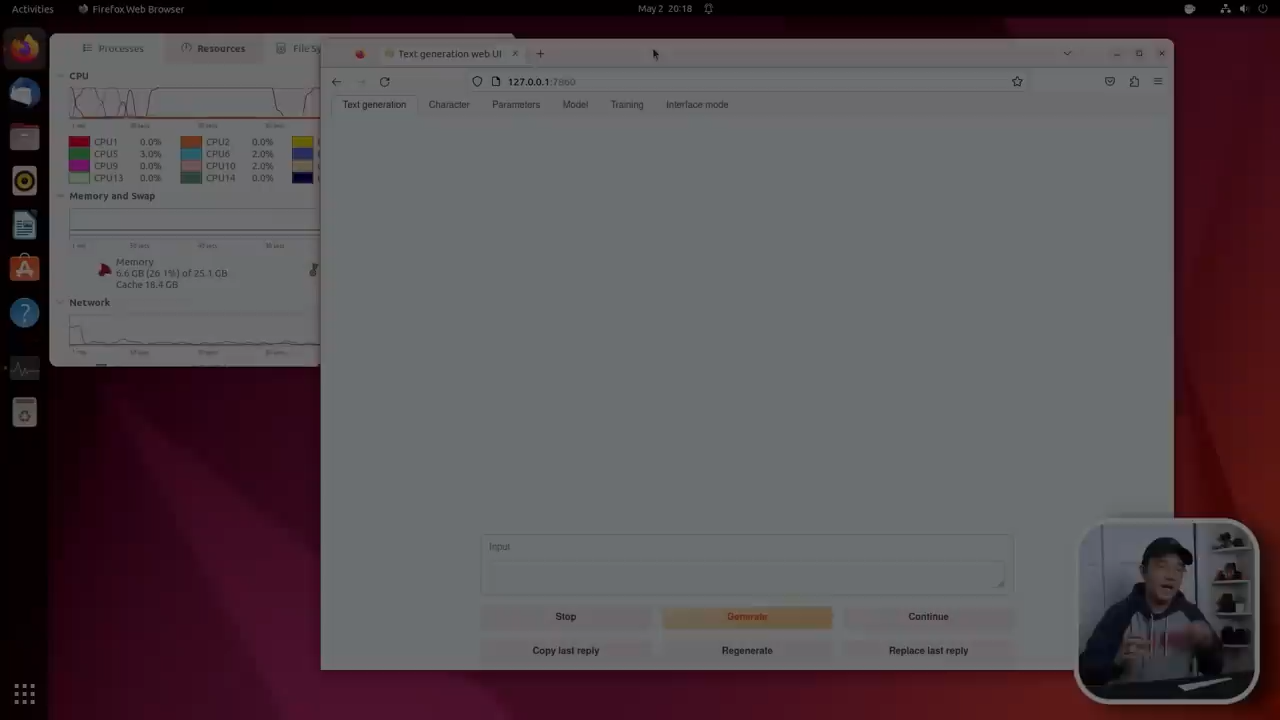 Activities
Firefox Web Browser
May 2 20:18
Processes
Resources
File Sy
Text generation web UI
127.0.0.1:7860
CPU
Text generation
Character
Parameters
Model
Training
Interface mode
CPU1 0.0%
CPU2 0.0%
CPU5 3.0%
CPU6 2.0%
CPU9 0.0%
CPU10 2.0%
CPU13 0.0%
CPU14 0.0%
Memory and Swap
Memory
6.6 GB (26.1%) of 25.1 GB
Cache 18.4 GB
Network
Input
Stop
Generate
Continue
Copy last reply
Regenerate
Replace last reply